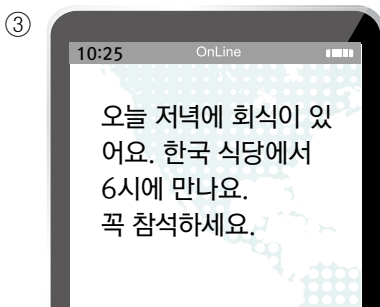 ③
10:25 OnLine
오늘 저녁에 회식이 있
어요. 한국 식당에서
6시에 만나요.
꼭 참석하세요.